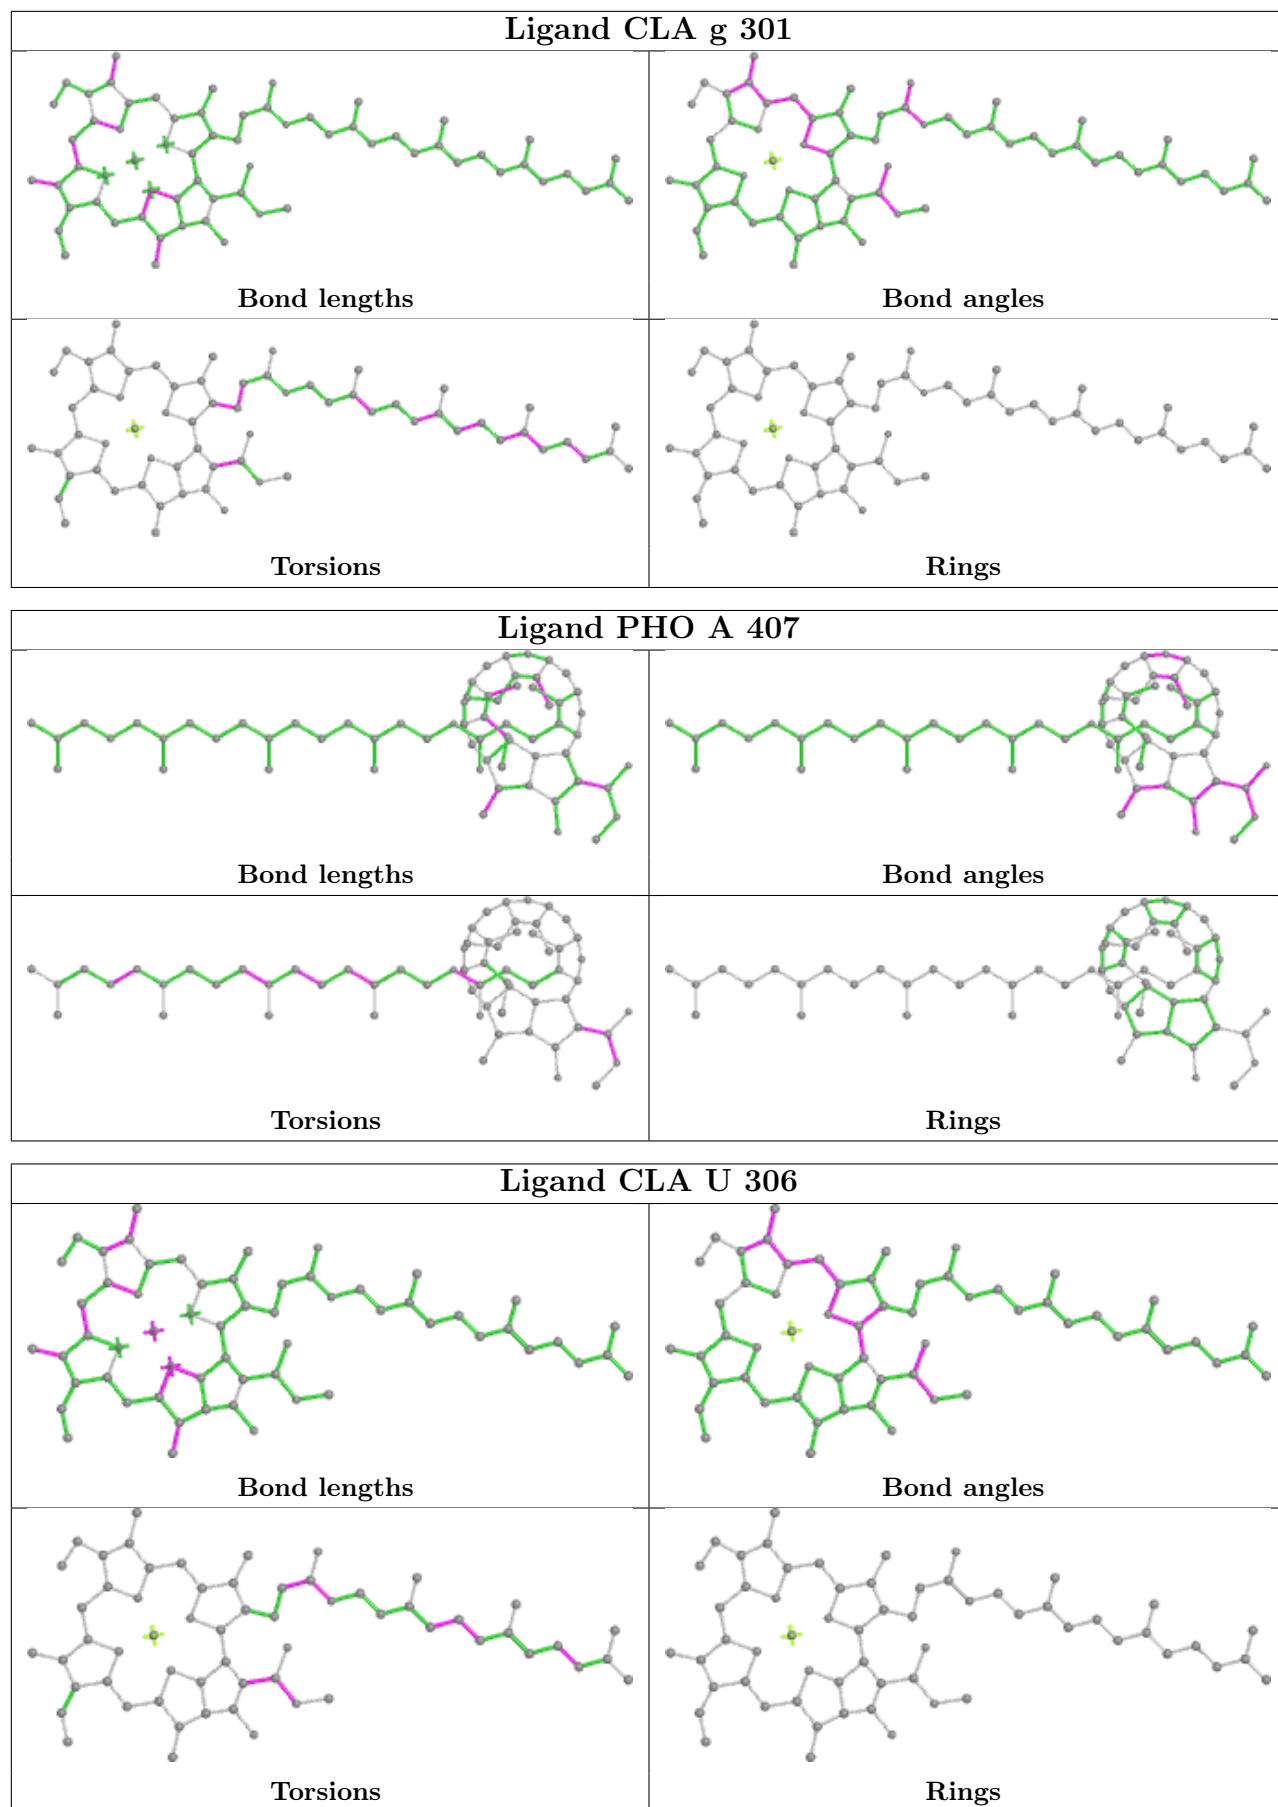 Ligand CLA g 301
Bond lengths
Bond angles
Torsions
Rings
Ligand PHO A 407
Bond lengths
Bond angles
Torsions
Rings
Ligand CLA U 306
Bond lengths
Bond angles
Torsions
Rings